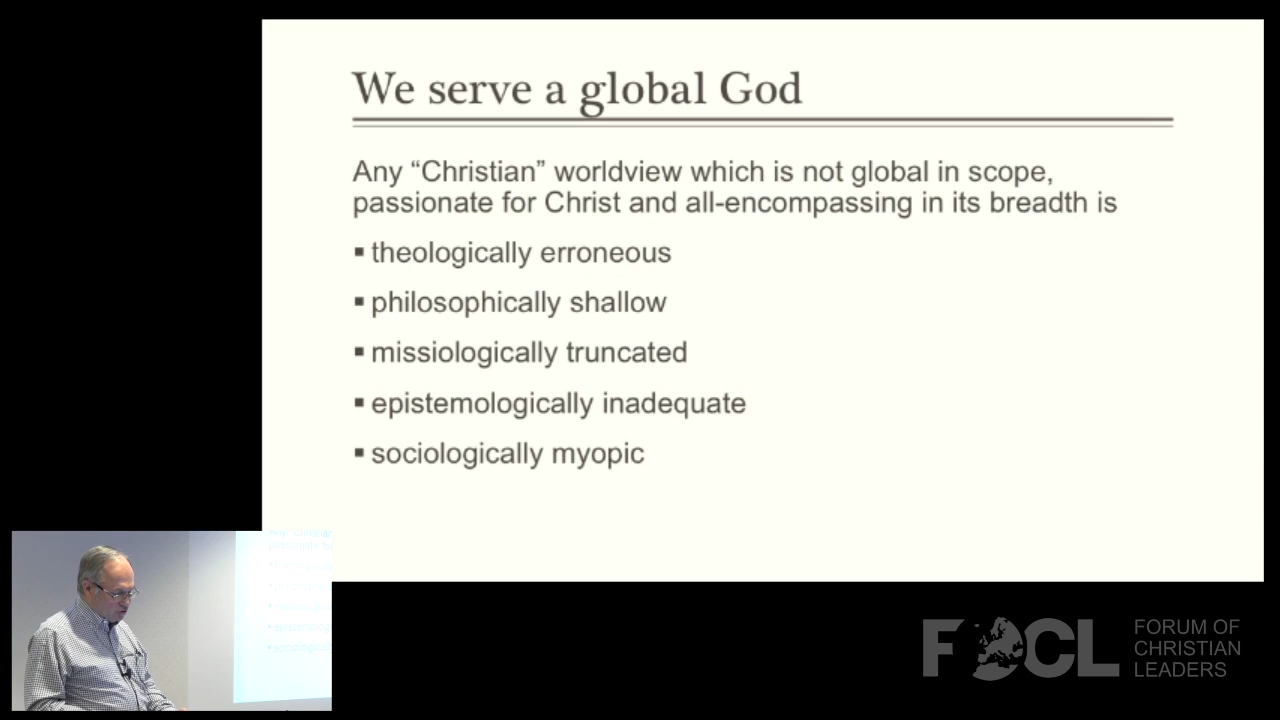 We serve a global God
Any “Christian” worldview which is not global in scope,
passionate for Christ and all-encompassing in its breadth is
▪ theologically erroneous
▪ philosophically shallow
▪ missiologically truncated
▪ epistemologically inadequate
▪ sociologically myopic
FOCL
FORUM OF
CHRISTIAN
LEADERS